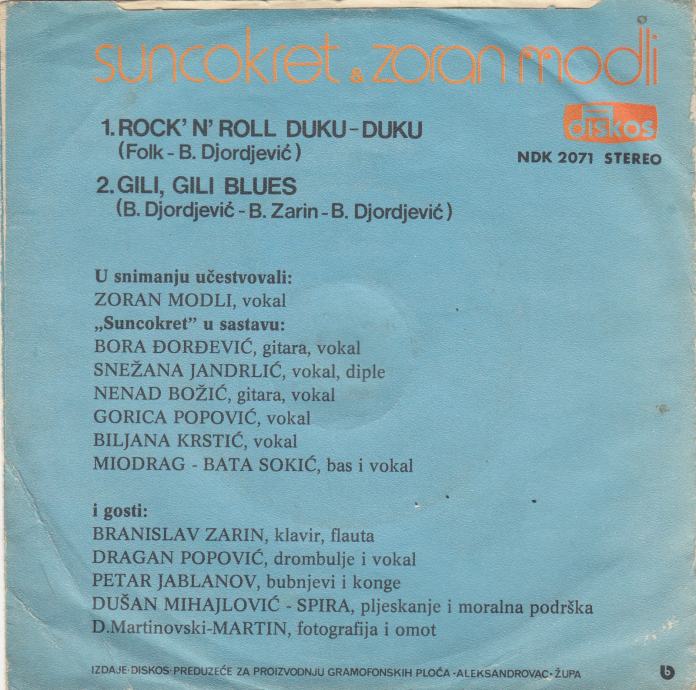 suncokret & zoran modli
1. ROCK' N' ROLL DUKU-DUKU
(Folk - B. Djordjević)
diskos
NDK 2071 STEREO
2. GILI, GILI BLUES
(B. Djordjević - B. Zarin - B. Djordjević)
U snimanju učestvovali:
ZORAN MODLI, vokal
„Suncokret” u sastavu:
BORA ĐORĐEVIĆ, gitara, vokal
SNEŽANA JANDRLIĆ, vokal, diple
NENAD BOŽIĆ, gitara, vokal
GORICA POPOVIĆ, vokal
BILJANA KRSTIĆ, vokal
MIODRAG - BATA SOKIĆ, bas i vokal
i gosti:
BRANISLAV ZARIN, klavir, flauta
DRAGAN POPOVIĆ, drombulje i vokal
PETAR JABLANOV, bubnjevi i konge
DUŠAN MIHAJLOVIĆ - SPIRA, pljeskanje i moralna podrška
D.Martinovski-MARTIN, fotografija i omot
IZDAJE·DISKOS·PREDUZEĆE ZA PROIZVODNJU GRAMOFONSKIH PLOČA ·ALEKSANDROVAC· ŽUPA
b